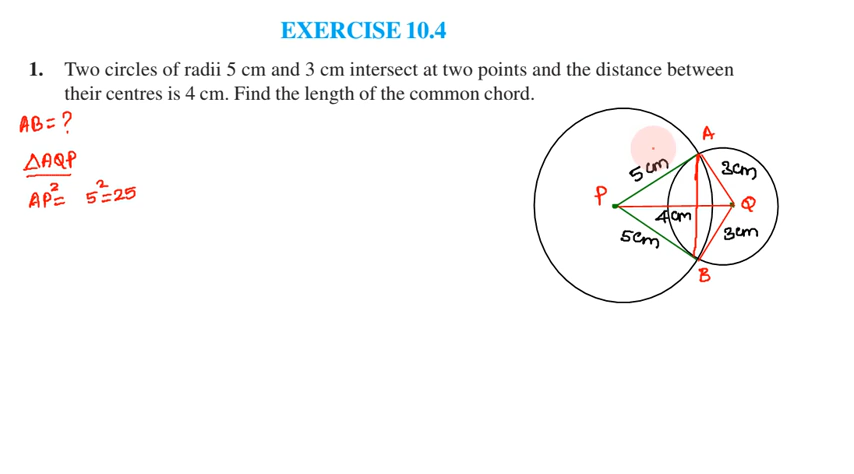 EXERCISE 10.4
1. Two circles of radii 5 cm and 3 cm intersect at two points and the distance between
their centres is 4 cm. Find the length of the common chord.
AB = ?
△AQP
AP² = 5² = 25
A
5cm
3cm
P
Q
4cm
5cm
3cm
B